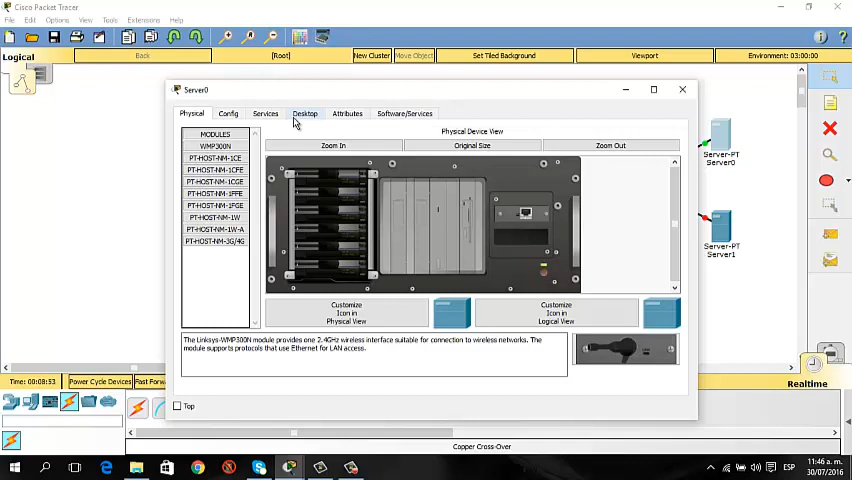 Cisco Packet Tracer
File Edit Options View Tools Extensions Help
Logical Back [Root] New Cluster Move Object Set Tiled Background Viewport Environment: 03:00:00
Server0
Physical Config Services Desktop Attributes Software/Services
MODULES
WMP300N
PT-HOST-NM-1CE
PT-HOST-NM-1CFE
PT-HOST-NM-1CGE
PT-HOST-NM-1FFE
PT-HOST-NM-1FGE
PT-HOST-NM-1W
PT-HOST-NM-1W-A
PT-HOST-NM-3G/4G
Physical Device View
Zoom In Original Size Zoom Out
Customize
Icon in
Physical View
Customize
Icon in
Logical View
The Linksys-WMP300N module provides one 2.4GHz wireless interface suitable for connection to wireless networks. The
module supports protocols that use Ethernet for LAN access.
Top
Server-PT
Server0
Server-PT
Server1
Time: 00:08:53 Power Cycle Devices Fast Forw
Realtime
Copper Cross-Over
ESP
11:46 a. m.
30/07/2016